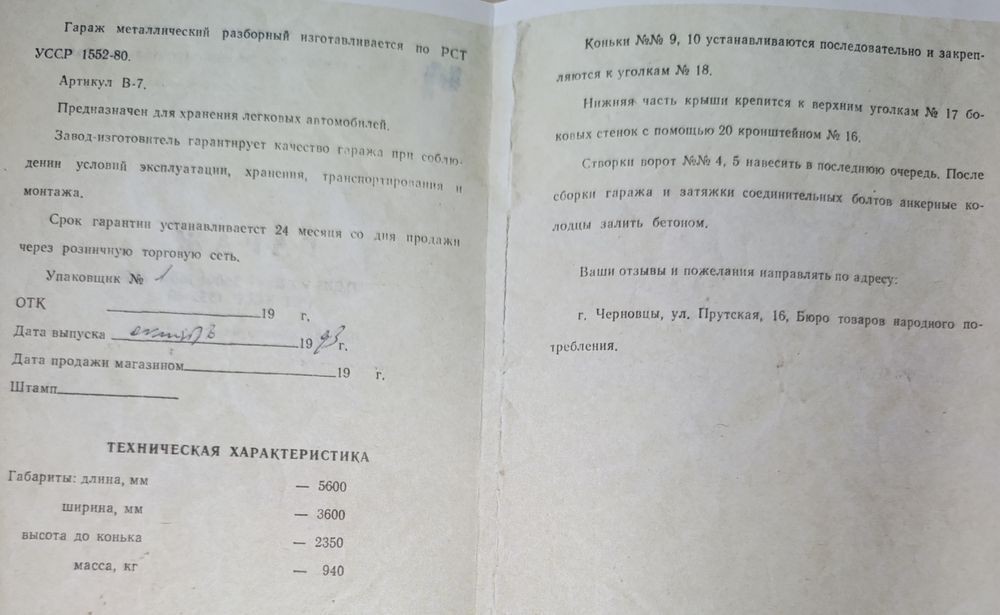 Гараж металлический разборный изготавливается по РСТ
УССР 1552-80.
Артикул В-7.
Предназначен для хранения легковых автомобилей.
Завод-изготовитель гарантирует качество гаража при соблю-
дении условий эксплуатации, хранения, транспортирования и
монтажа.
Срок гарантии устанавливается 24 месяца со дня продажи
через розничную торговую сеть.
Упаковщик № 1
ОТК 19 г.
Дата выпуска октябрь 1993 г.
Дата продажи магазином 19 г.
Штамп
ТЕХНИЧЕСКАЯ ХАРАКТЕРИСТИКА
Габариты: длина, мм — 5600
ширина, мм — 3600
высота до конька — 2350
масса, кг — 940
Коньки №№ 9, 10 устанавливаются последовательно и закреп-
ляются к уголкам № 18.
Нижняя часть крыши крепится к верхним уголкам № 17 бо-
ковых стенок с помощью 20 кронштейном № 16.
Створки ворот №№ 4, 5 навесить в последнюю очередь. После
сборки гаража и затяжки соединительных болтов анкерные ко-
лодцы залить бетоном.
Ваши отзывы и пожелания направлять по адресу:
г. Черновцы, ул. Прутская, 16, Бюро товаров народного по-
требления.